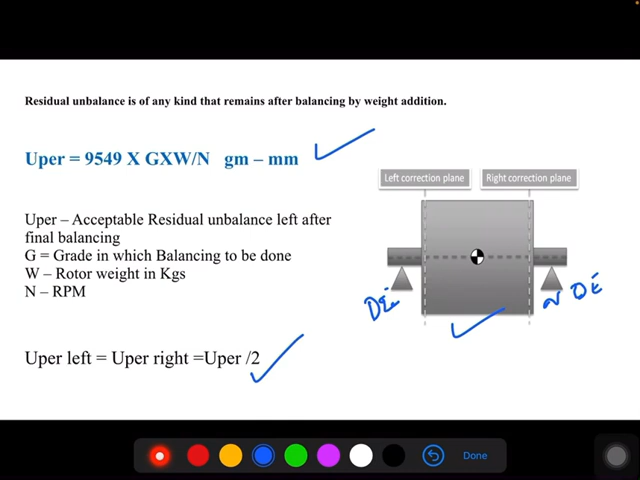 Residual unbalance is of any kind that remains after balancing by weight addition.
Uper = 9549 X GXW/N gm – mm
Left correction plane
Right correction plane
Uper – Acceptable Residual unbalance left after
final balancing
G = Grade in which Balancing to be done
W – Rotor weight in Kgs
N – RPM
DE
NDE
Uper left = Uper right =Uper /2
Done